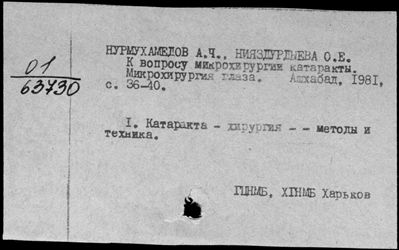 НУРМУХАМЕДОВ А.Ч., НИЯЗДУРДЫЕВА О.Е.
К вопросу микрохирургии катаракты.
Микрохирургия глаза. Ашхабад, 1981,
с. 36-40.
01
63730
I. Катаракта - хирургия - - методы и
техника.
ГЦНМБ, ХГНМБ Харьков